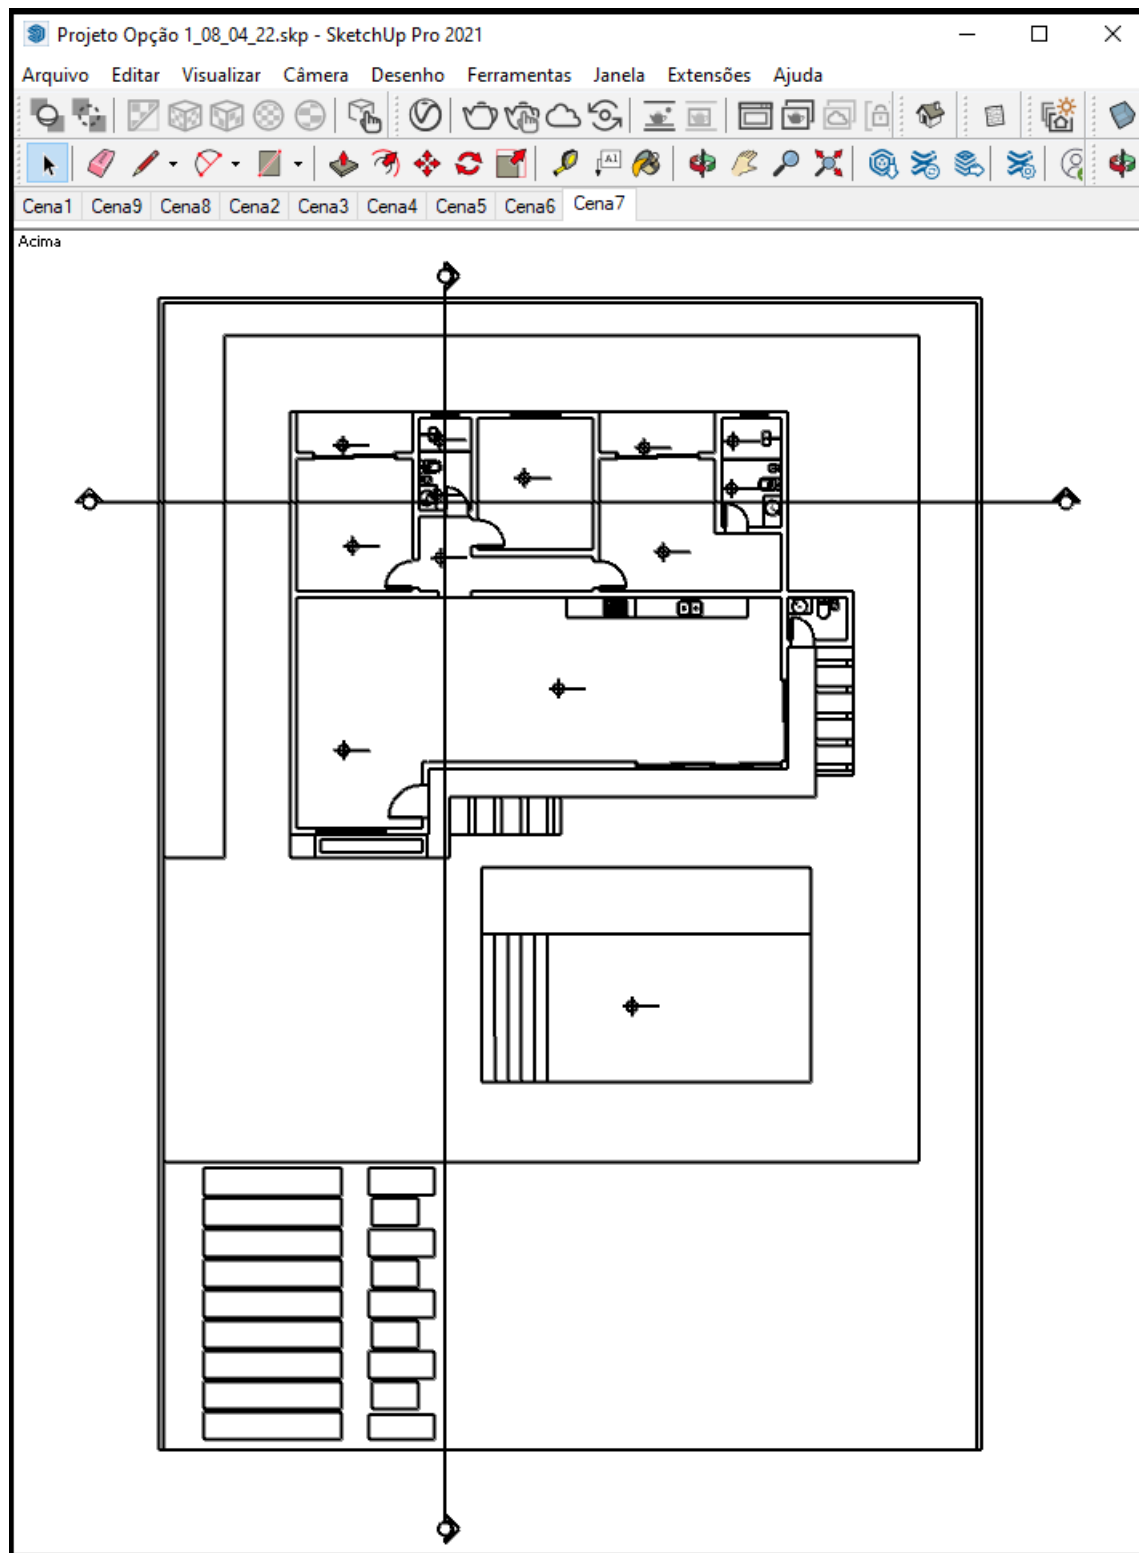 Projeto Opção 1_08_04_22.skp - SketchUp Pro 2021
Arquivo Editar Visualizar Câmera Desenho Ferramentas Janela Extensões Ajuda
A1
Cena1 Cena9 Cena8 Cena2 Cena3 Cena4 Cena5 Cena6 Cena7
Acima